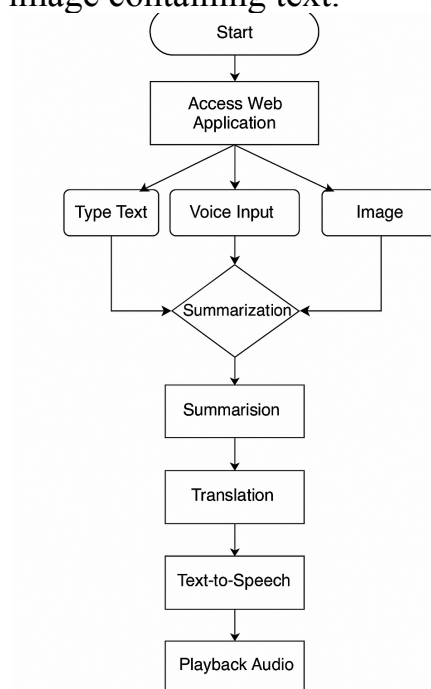 image containing text.
Start
Access Web
Application
Type Text
Voice Input
Image
Summarization
Summarision
Translation
Text-to-Speech
Playback Audio